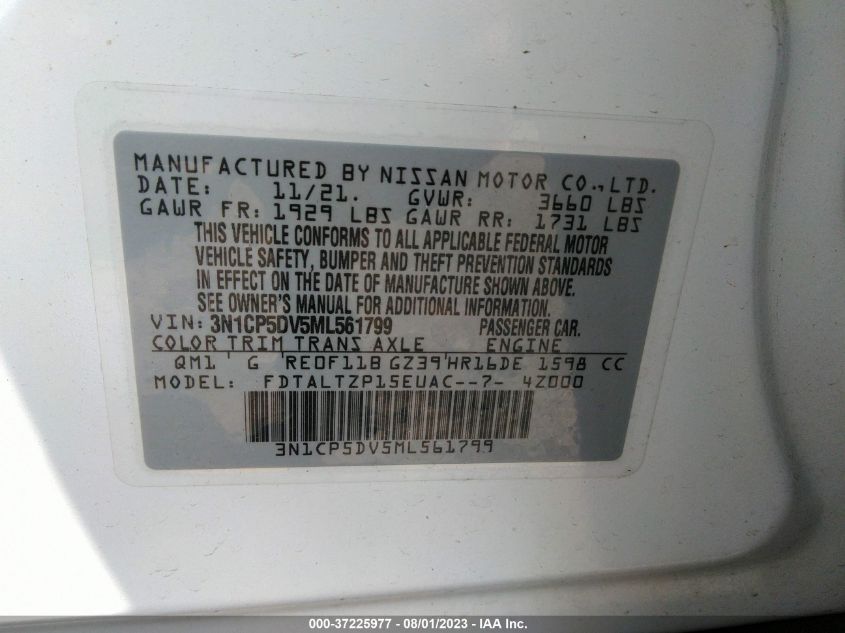 MANUFACTURED BY NISSAN MOTOR CO.,LTD.
DATE: 11/21. GVWR: 3660 LBS
GAWR FR: 1929 LBS GAWR RR: 1731 LBS
THIS VEHICLE CONFORMS TO ALL APPLICABLE FEDERAL MOTOR
VEHICLE SAFETY, BUMPER AND THEFT PREVENTION STANDARDS
IN EFFECT ON THE DATE OF MANUFACTURE SHOWN ABOVE.
SEE OWNER'S MANUAL FOR ADDITIONAL INFORMATION.
VIN: 3N1CP5DV5ML561799 PASSENGER CAR.
COLOR TRIM TRANS AXLE ENGINE
QM1 G RE0F11B GZ39 HR16DE 1598 CC
MODEL: FDTALTZP15EUAC--7- 4Z000
3N1CP5DV5ML561799
000-37225977 - 08/01/2023 - IAA Inc.